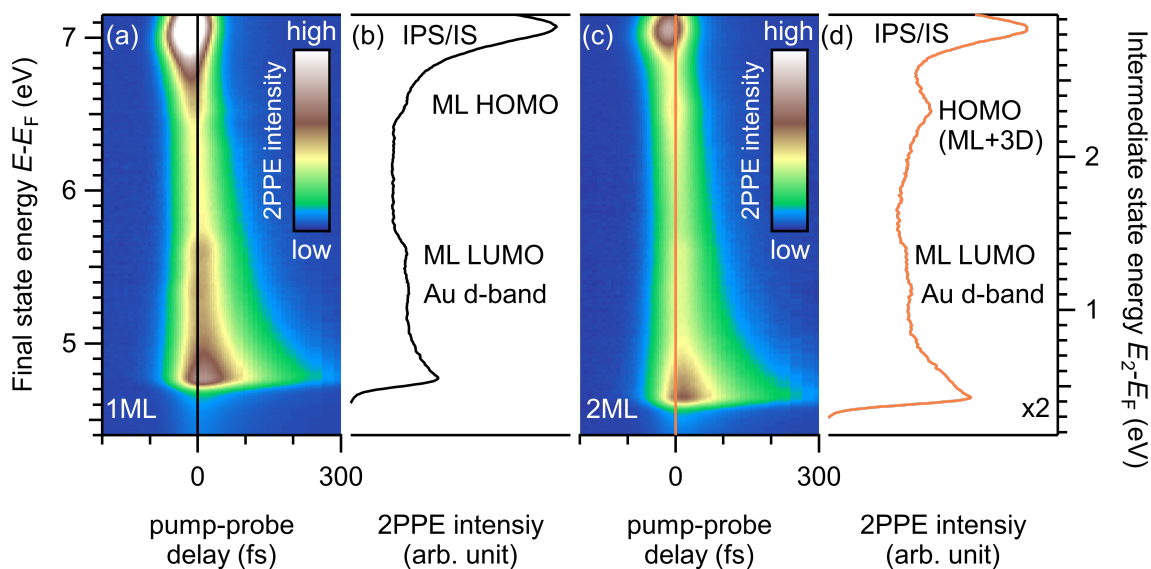 (a)
high
2PPE intensity
low
1ML
(b)
IPS/IS
ML HOMO
ML LUMO
Au d-band
(c)
high
2PPE intensity
low
2ML
(d)
IPS/IS
HOMO
(ML+3D)
ML LUMO
Au d-band
x2
Final state energy E-EF (eV)
7
6
5
Intermediate state energy E2-EF (eV)
2
1
0
300
0
300
pump-probe
delay (fs)
2PPE intensiy
(arb. unit)
pump-probe
delay (fs)
2PPE intensiy
(arb. unit)